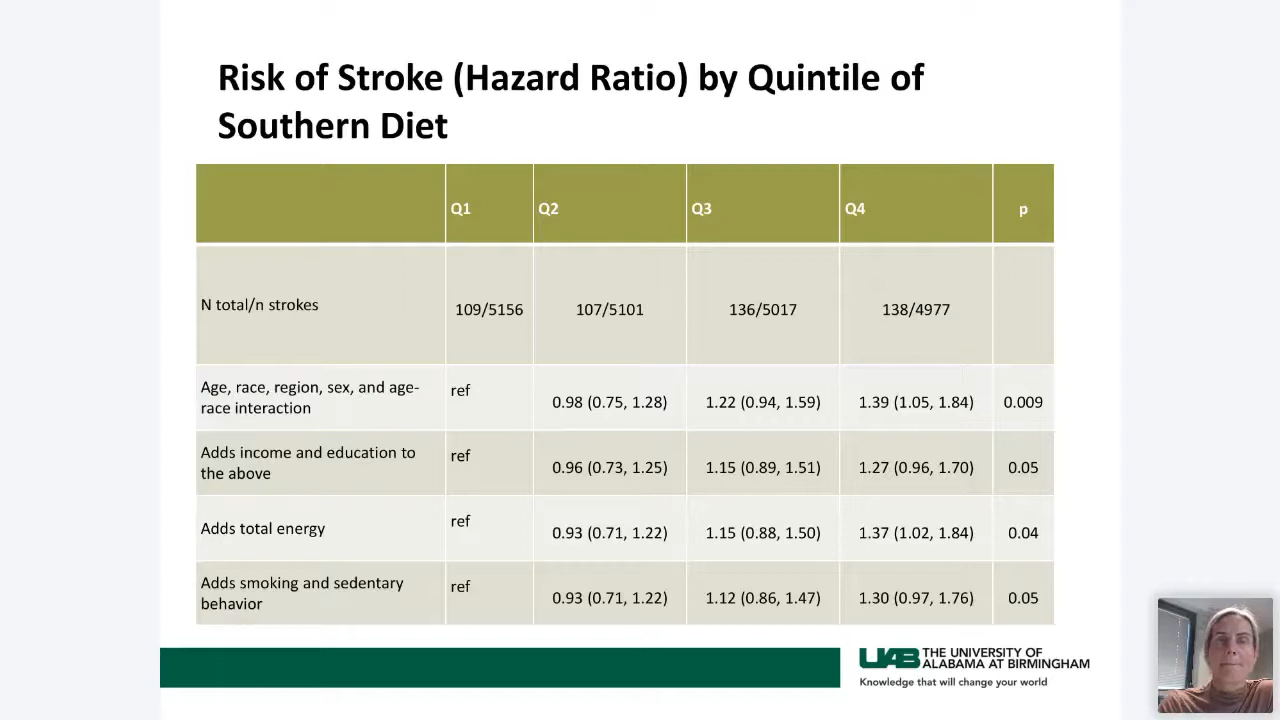 Risk of Stroke (Hazard Ratio) by Quintile of
Southern Diet
Q1 Q2 Q3 Q4 p
N total/n strokes 109/5156 107/5101 136/5017 138/4977
Age, race, region, sex, and age-
race interaction
ref 0.98 (0.75, 1.28) 1.22 (0.94, 1.59) 1.39 (1.05, 1.84) 0.009
Adds income and education to
the above
ref 0.96 (0.73, 1.25) 1.15 (0.89, 1.51) 1.27 (0.96, 1.70) 0.05
Adds total energy ref 0.93 (0.71, 1.22) 1.15 (0.88, 1.50) 1.37 (1.02, 1.84) 0.04
Adds smoking and sedentary
behavior
ref 0.93 (0.71, 1.22) 1.12 (0.86, 1.47) 1.30 (0.97, 1.76) 0.05
UAB THE UNIVERSITY OF
ALABAMA AT BIRMINGHAM
Knowledge that will change your world